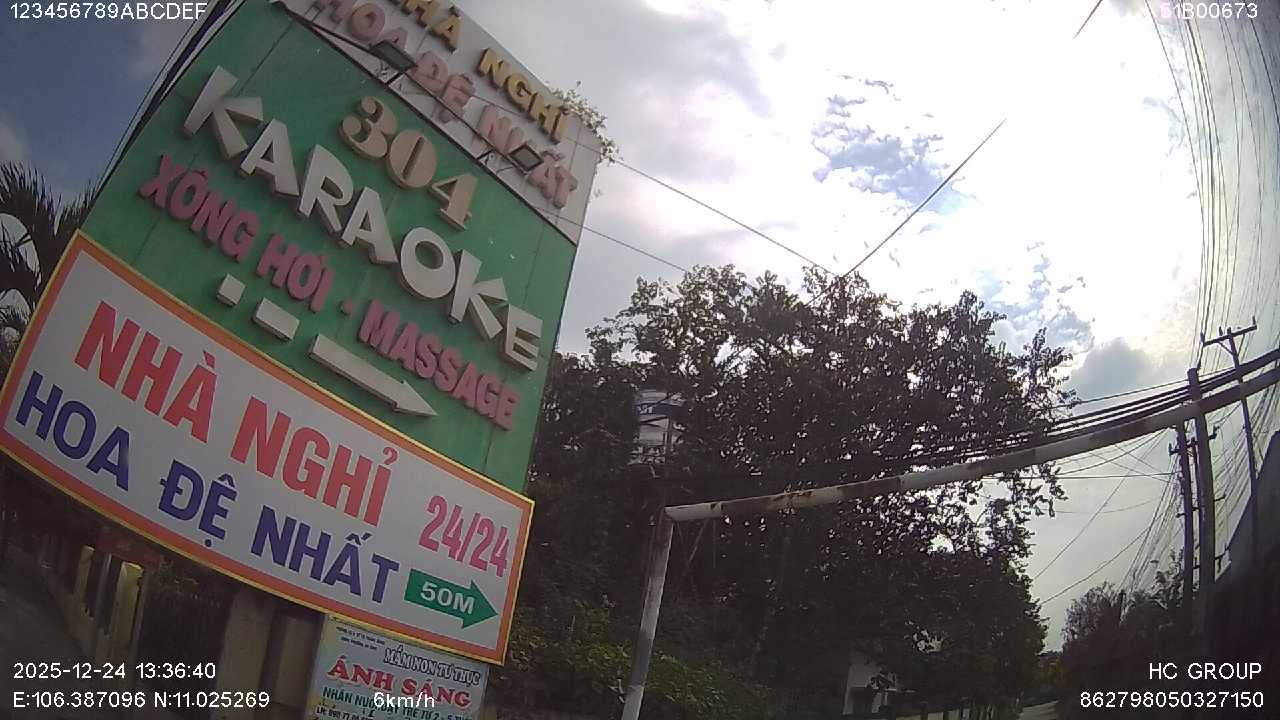 123456789ABCDEF
51B00673
NHÀ NGHỈ
HOA ĐỆ NHẤT
304
KARAOKE
XÔNG HƠI - MASSAGE
NHÀ NGHỈ
24/24
HOA ĐỆ NHẤT
50M
MẦM NON TƯ THỤC
ÁNH SÁNG
2025-12-24 13:36:40
HC GROUP
E:106.387096 N:11.025269
6km/h
862798050327150